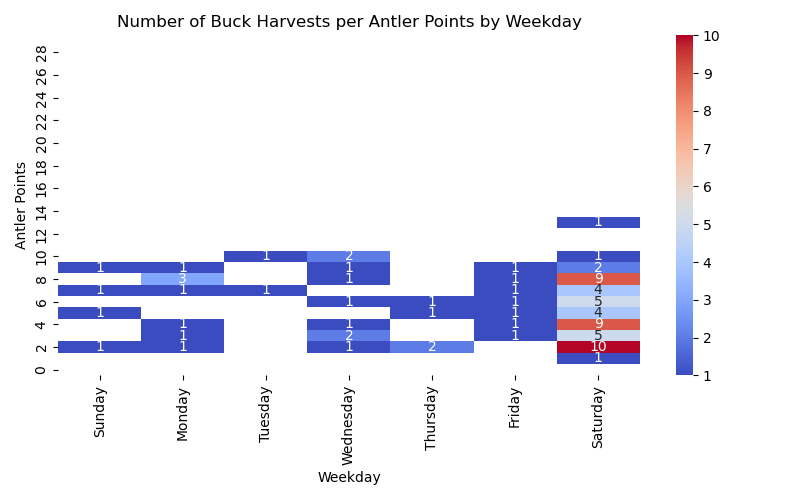 Number of Buck Harvests per Antler Points by Weekday
Antler Points
28
26
24
22
20
18
16
14
1
12
10
1 2 1
1 1 1 1 2
8
3 1 1 9
1 1 1 1 4
6
1 1 1 5
1 1 1 4
4
1 1 1 9
1 2 1 5
2
1 1 1 2 10
1
0
Sunday
Monday
Tuesday
Wednesday
Thursday
Friday
Saturday
Weekday
10
9
8
7
6
5
4
3
2
1